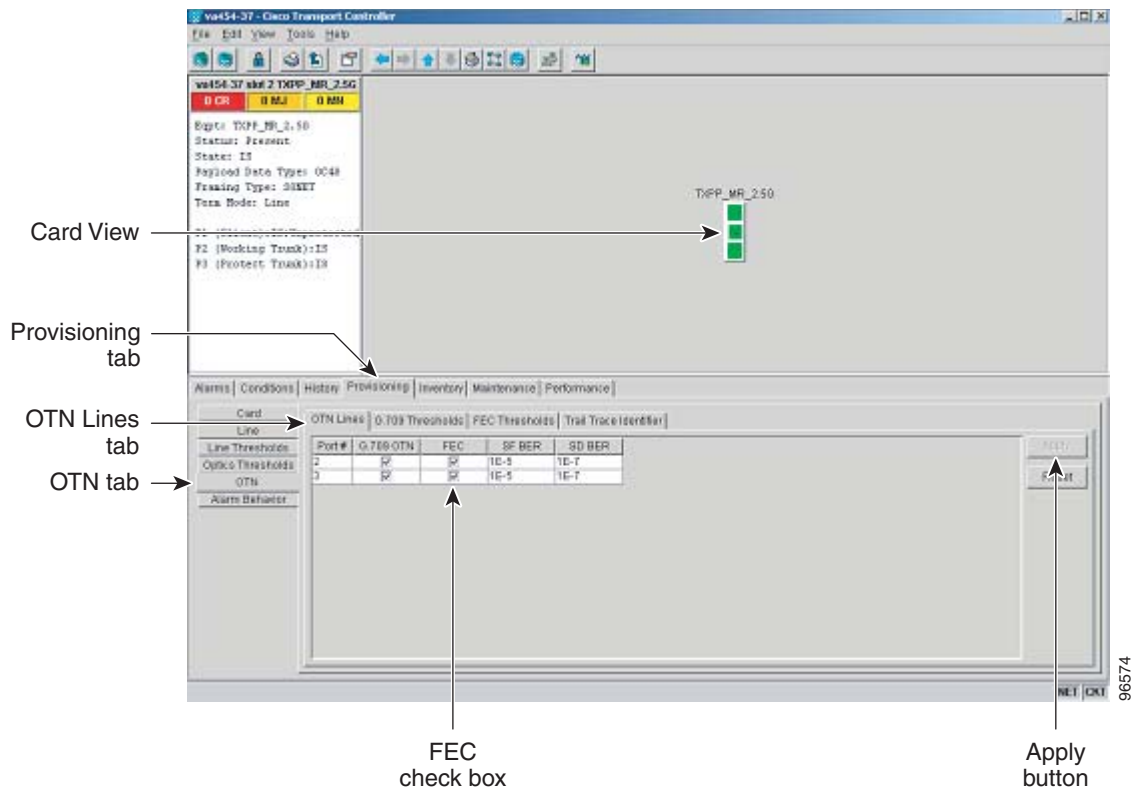 va454-37 - Cisco Transport Controller
File Edit View Tools Help
va454-37 slot 2 TXPP_MR_2.5G
0 CR 0 MJ 0 MN
Eqpt: TXPP_MR_2.5G
Status: Present
State: IS
Payload Data Type: OC48
Framing Type: SONET
Term Mode: Line
P2 (Working Trunk):IS
P3 (Protect Trunk):IS
TXPP_MR_2.5G
Card View
Provisioning
tab
Alarms Conditions History Provisioning Inventory Maintenance Performance
OTN Lines
tab
OTN tab
Card
Line
Line Thresholds
Optics Thresholds
OTN
Alarm Behavior
OTN Lines G.709 Thresholds FEC Thresholds Trail Trace Identifier
Port # G.709 OTN FEC SF BER SD BER
2 1E-5 1E-7
3 1E-5 1E-7
Apply
Reset
NET CKT
96574
FEC
check box
Apply
button